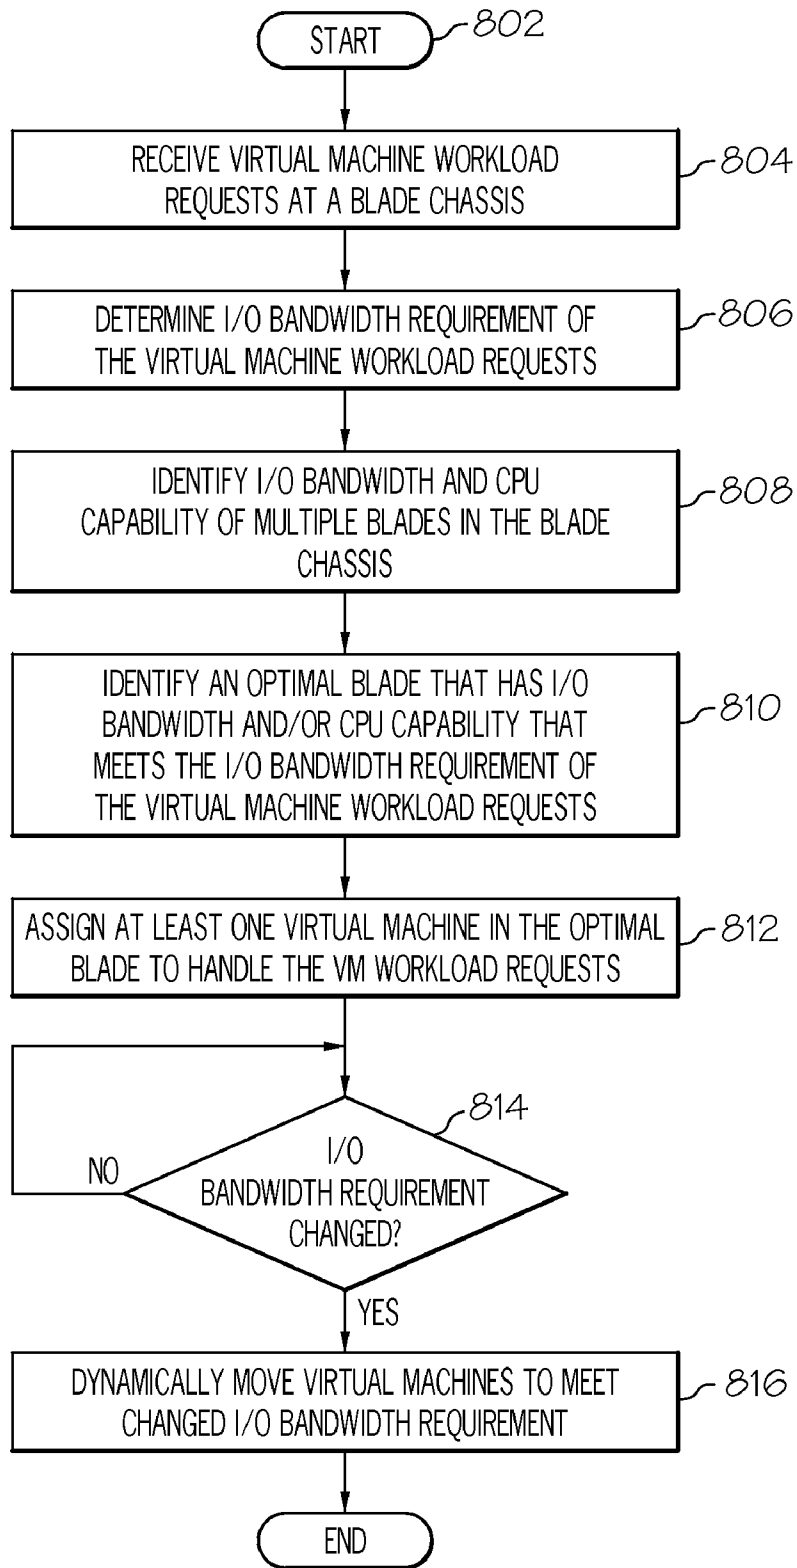 START
802
RECEIVE VIRTUAL MACHINE WORKLOAD
REQUESTS AT A BLADE CHASSIS
804
DETERMINE I/O BANDWIDTH REQUIREMENT OF
THE VIRTUAL MACHINE WORKLOAD REQUESTS
806
IDENTIFY I/O BANDWIDTH AND CPU
CAPABILITY OF MULTIPLE BLADES IN THE BLADE
CHASSIS
808
IDENTIFY AN OPTIMAL BLADE THAT HAS I/O
BANDWIDTH AND/OR CPU CAPABILITY THAT
MEETS THE I/O BANDWIDTH REQUIREMENT OF
THE VIRTUAL MACHINE WORKLOAD REQUESTS
810
ASSIGN AT LEAST ONE VIRTUAL MACHINE IN THE OPTIMAL
BLADE TO HANDLE THE VM WORKLOAD REQUESTS
812
814
I/O
BANDWIDTH REQUIREMENT
CHANGED?
NO
YES
DYNAMICALLY MOVE VIRTUAL MACHINES TO MEET
CHANGED I/O BANDWIDTH REQUIREMENT
816
END